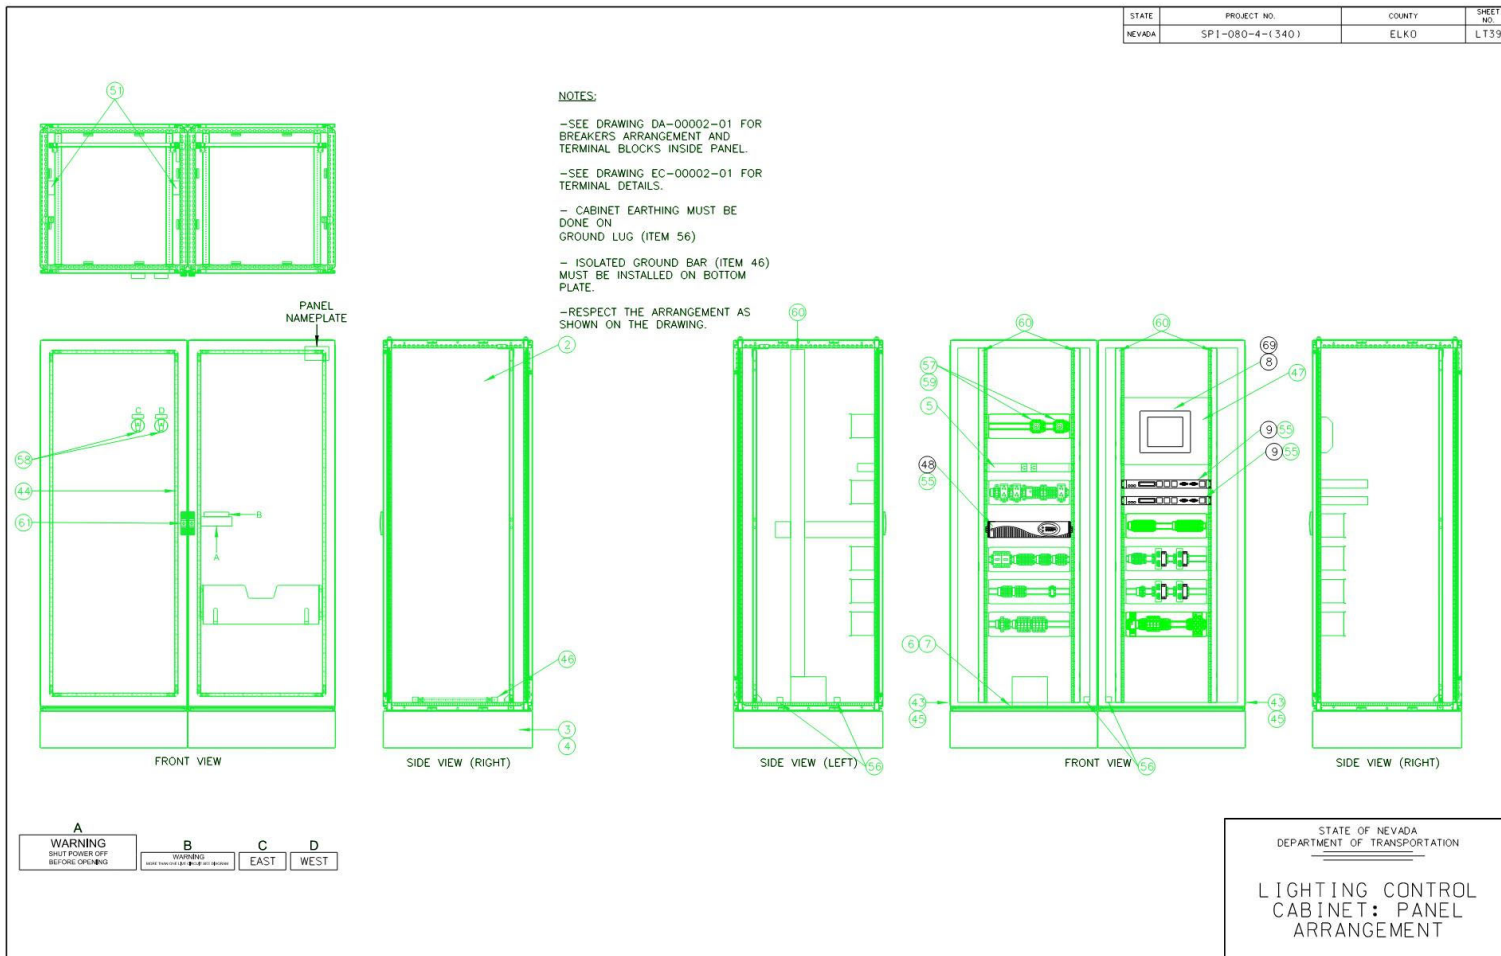 STATE PROJECT NO. COUNTY SHEET NO.
NEVADA SPI-080-4-(340) ELKO LT39
51
NOTES:
-SEE DRAWING DA-00002-01 FOR
BREAKERS ARRANGEMENT AND
TERMINAL BLOCKS INSIDE PANEL.
-SEE DRAWING EC-00002-01 FOR
TERMINAL DETAILS.
- CABINET EARTHING MUST BE
DONE ON
GROUND LUG (ITEM 56)
- ISOLATED GROUND BAR (ITEM 46)
MUST BE INSTALLED ON BOTTOM
PLATE.
-RESPECT THE ARRANGEMENT AS
SHOWN ON THE DRAWING.
PANEL
NAMEPLATE
C D
58
44
61
B
A
FRONT VIEW
2
46
3
4
SIDE VIEW (RIGHT)
60
56
SIDE VIEW (LEFT)
60 60
57
59
5
48
55
69
8
47
9 55
9 55
6 7
43
45
43
45
56
FRONT VIEW
SIDE VIEW (RIGHT)
A
WARNING
SHUT POWER OFF
BEFORE OPENING
B
WARNING
C
EAST
D
WEST
STATE OF NEVADA
DEPARTMENT OF TRANSPORTATION
LIGHTING CONTROL
CABINET: PANEL
ARRANGEMENT